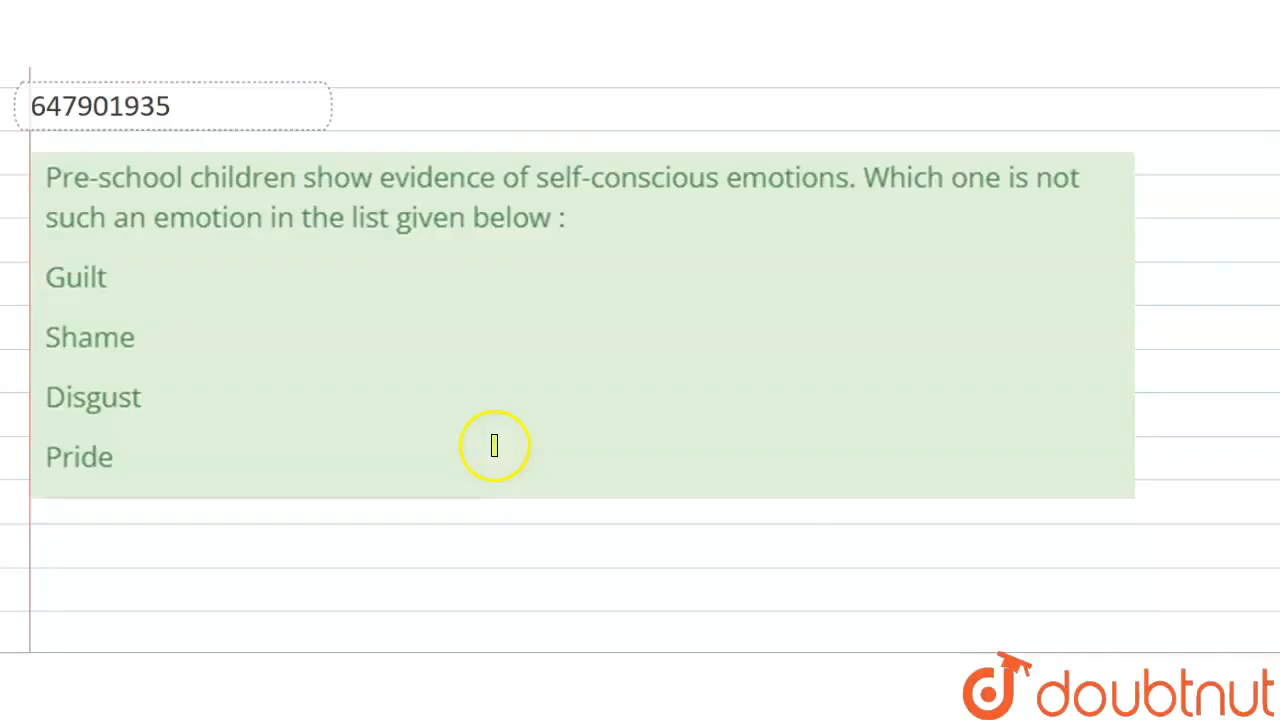 647901935
Pre-school children show evidence of self-conscious emotions. Which one is not
such an emotion in the list given below :
Guilt
Shame
Disgust
Pride
doubtnut